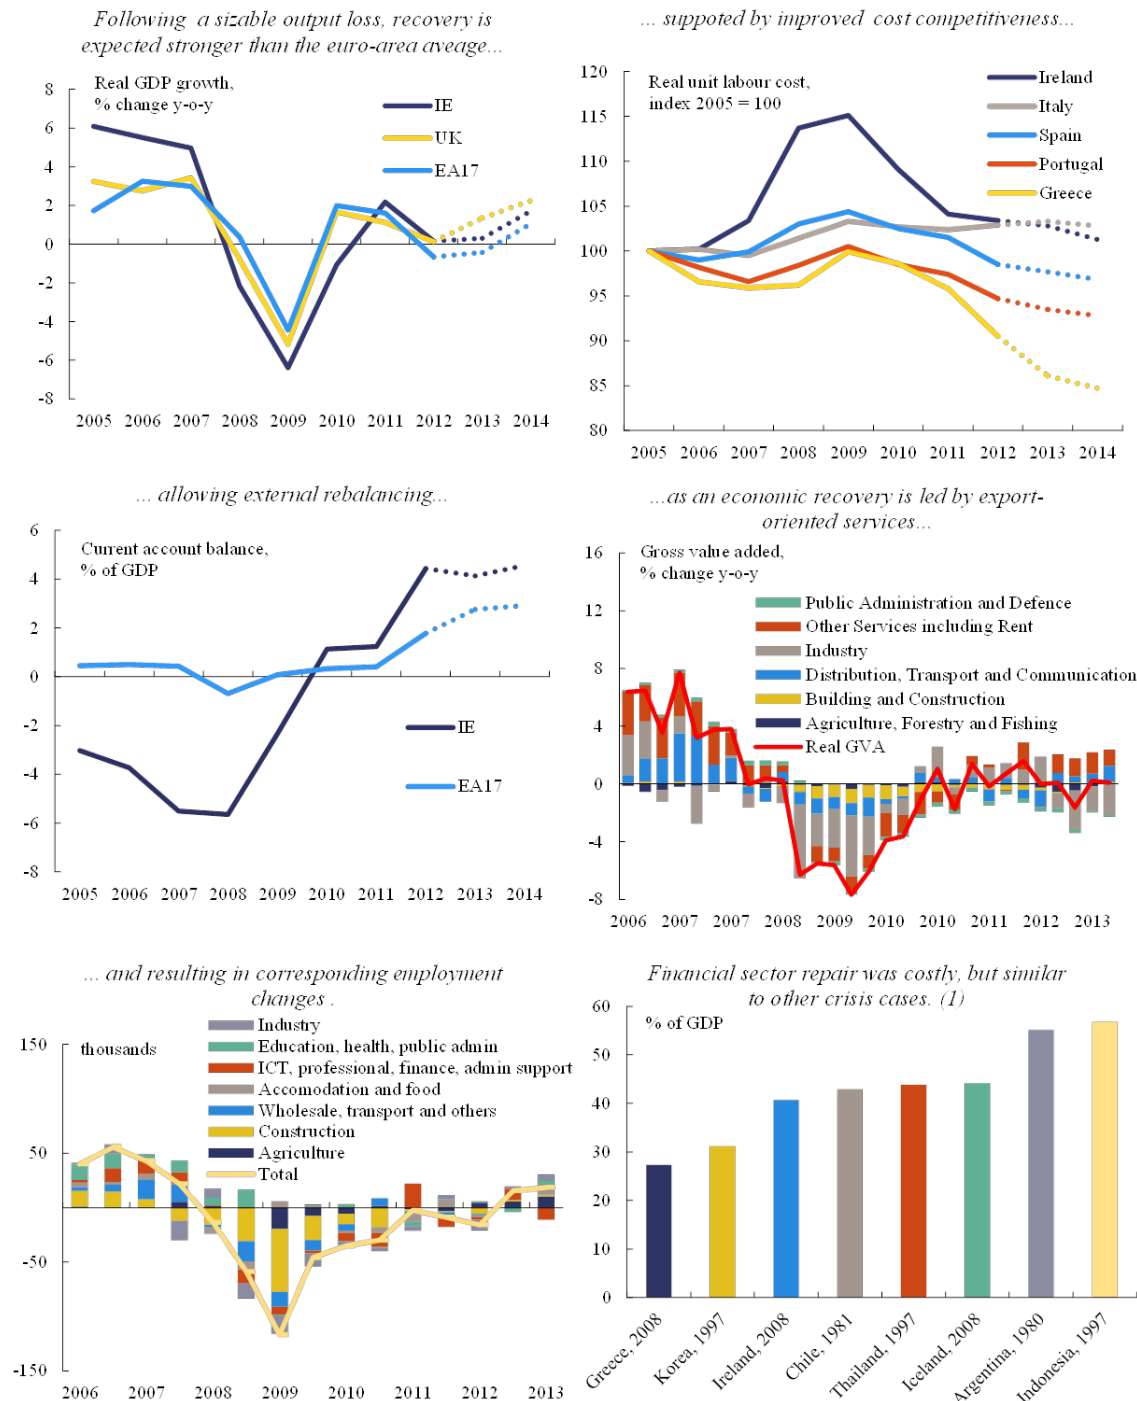 Following a sizable output loss, recovery is
expected stronger than the euro-area aveage...
Real GDP growth,
% change y-o-y
IE
UK
EA17
8
6
4
2
0
-2
-4
-6
-8
2005 2006 2007 2008 2009 2010 2011 2012 2013 2014
... suppoted by improved cost competitiveness...
Real unit labour cost,
index 2005 = 100
Ireland
Italy
Spain
Portugal
Greece
120
115
110
105
100
95
90
85
80
2005 2006 2007 2008 2009 2010 2011 2012 2013 2014
... allowing external rebalancing...
Current account balance,
% of GDP
IE
EA17
6
4
2
0
-2
-4
-6
-8
2005 2006 2007 2008 2009 2010 2011 2012 2013 2014
...as an economic recovery is led by export-
oriented services...
Gross value added,
% change y-o-y
Public Administration and Defence
Other Services including Rent
Industry
Distribution, Transport and Communication
Building and Construction
Agriculture, Forestry and Fishing
Real GVA
16
12
8
4
0
-4
-8
2006 2007 2007 2008 2009 2010 2010 2011 2012 2013
... and resulting in corresponding employment
changes .
thousands
Industry
Education, health, public admin
ICT, professional, finance, admin support
Accomodation and food
Wholesale, transport and others
Construction
Agriculture
Total
150
50
-50
-150
2006 2007 2008 2009 2010 2011 2012 2013
Financial sector repair was costly, but similar
to other crisis cases. (1)
% of GDP
60
50
40
30
20
10
0
Greece, 2008
Korea, 1997
Ireland, 2008
Chile, 1981
Thailand, 1997
Iceland, 2008
Argentina, 1980
Indonesia, 1997